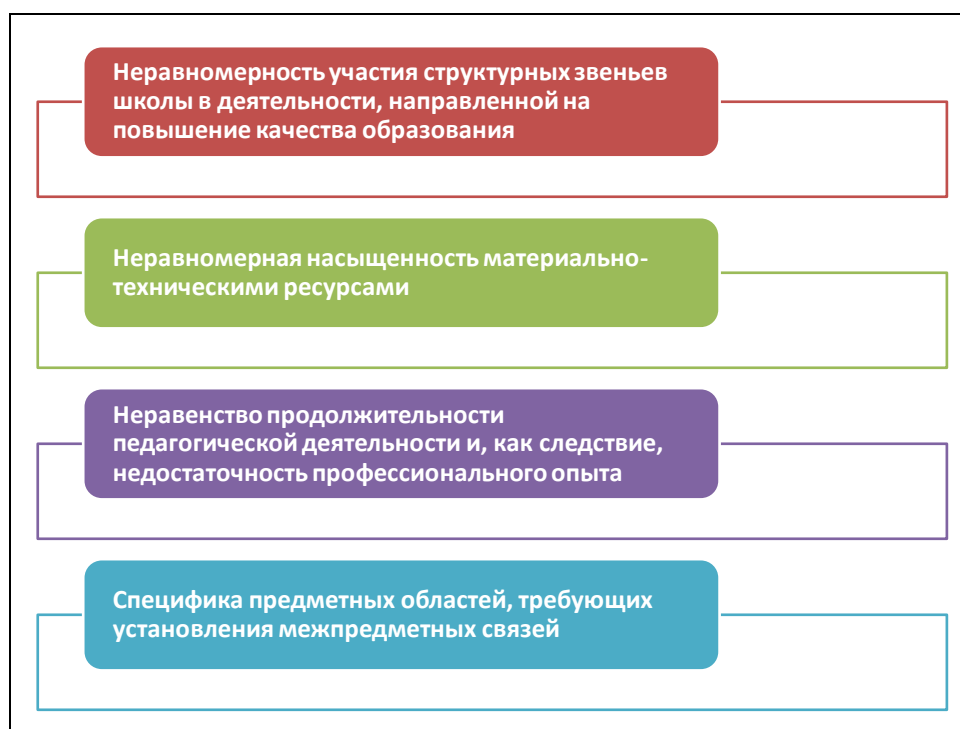 Неравномерность участия структурных звеньев
школы в деятельности, направленной на
повышение качества образования
Неравномерная насыщенность материально-
техническими ресурсами
Неравенство продолжительности
педагогической деятельности и, как следствие,
недостаточность профессионального опыта
Специфика предметных областей, требующих
установления межпредметных связей